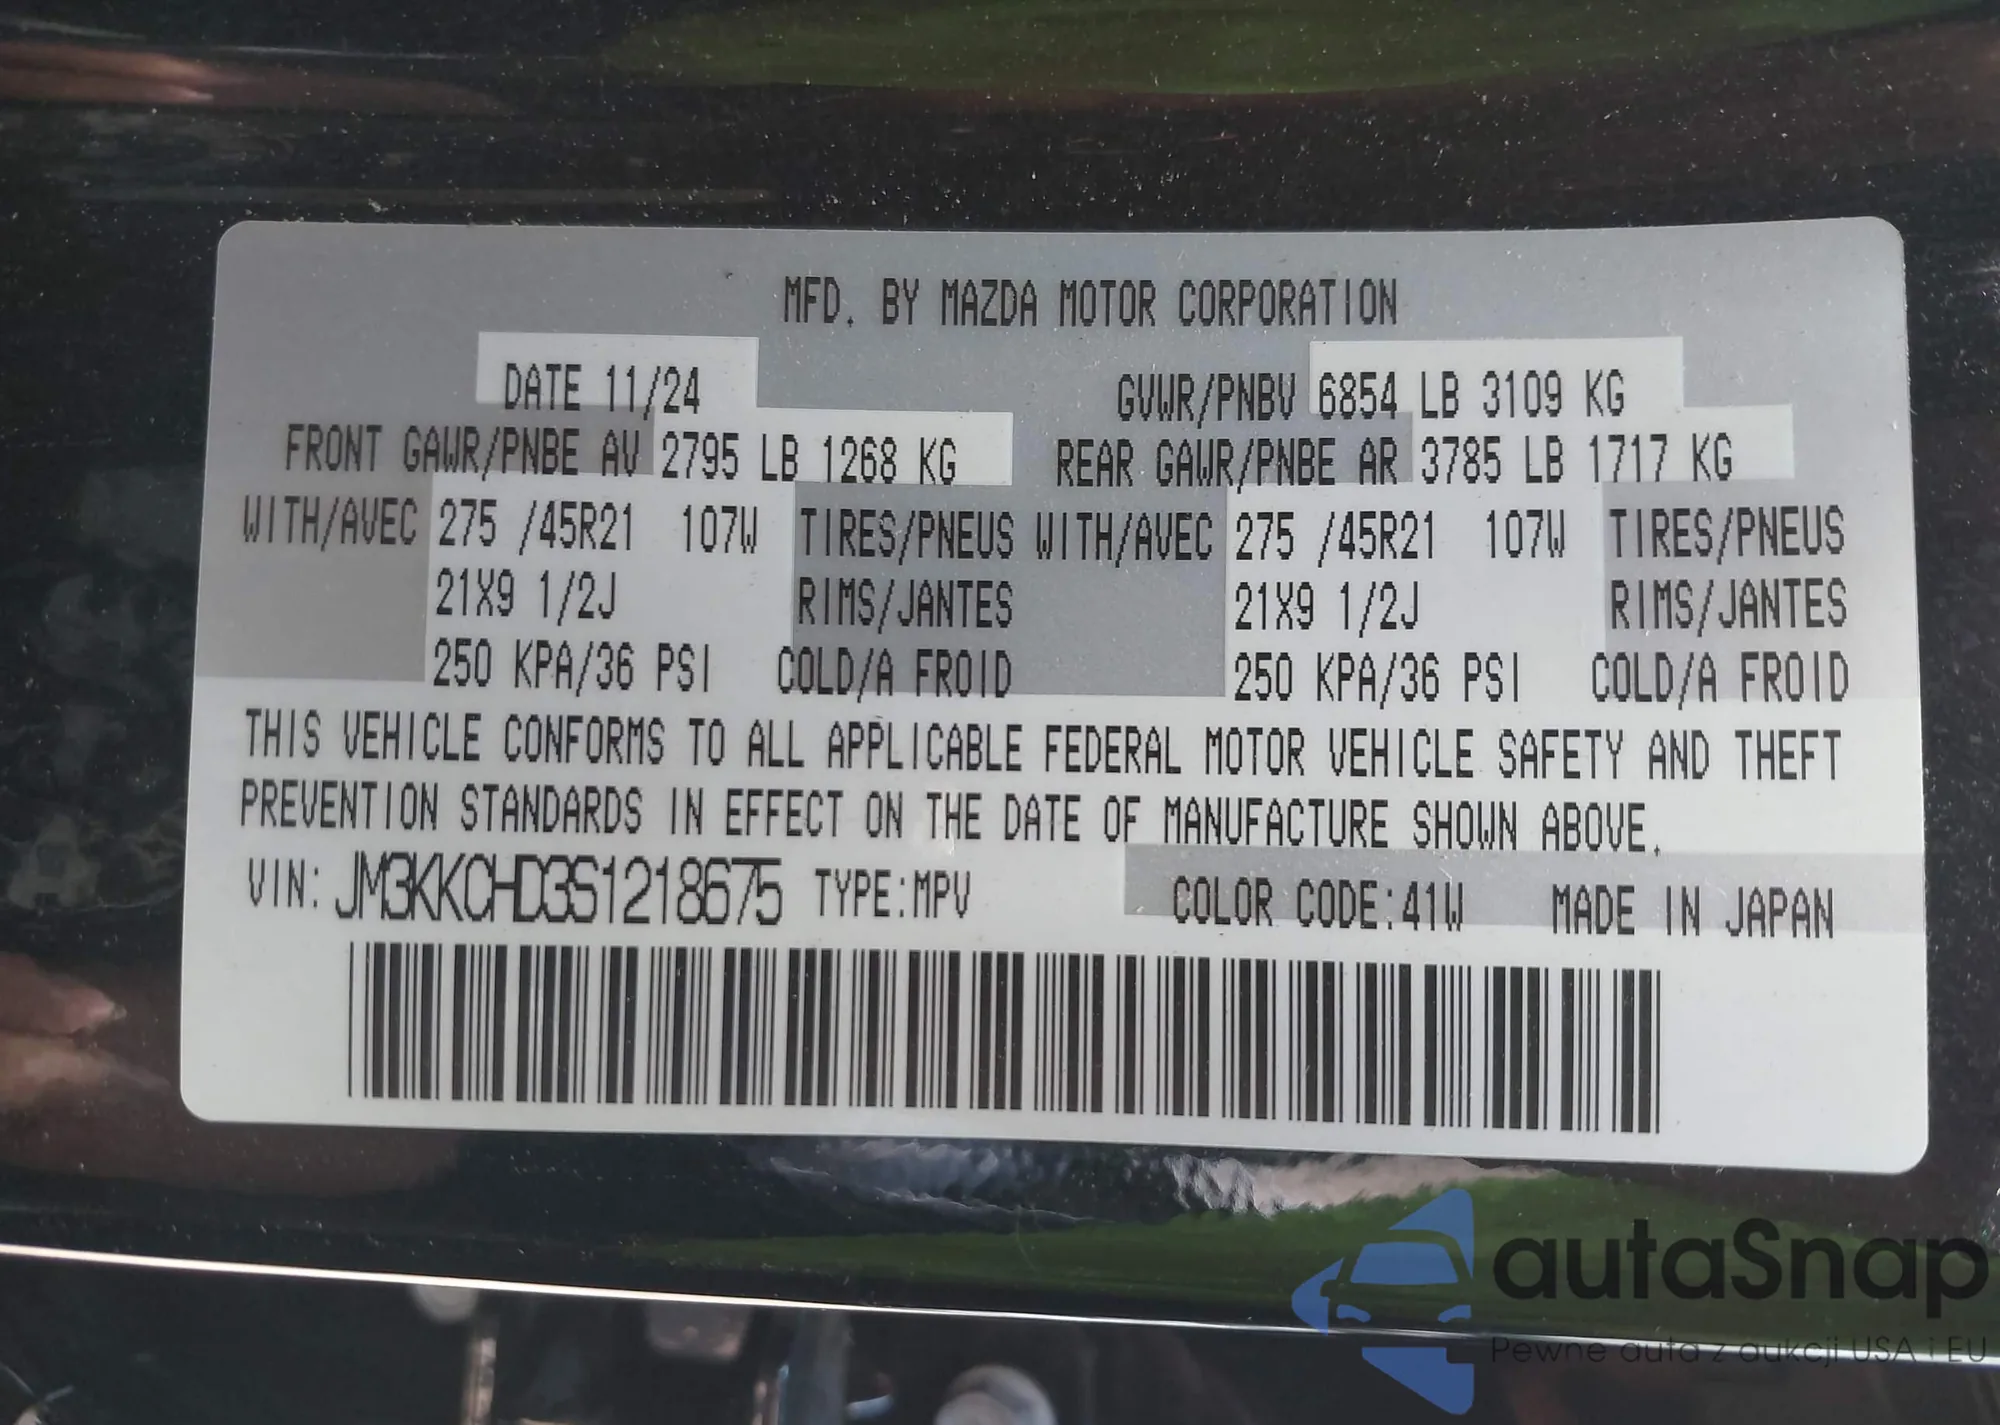 MFD. BY MAZDA MOTOR CORPORATION
DATE 11/24 GVWR/PNBV 6854 LB 3109 KG
FRONT GAWR/PNBE AV 2795 LB 1268 KG REAR GAWR/PNBE AR 3785 LB 1717 KG
WITH/AVEC 275 /45R21 107W TIRES/PNEUS WITH/AVEC 275 /45R21 107W TIRES/PNEUS
21X9 1/2J RIMS/JANTES 21X9 1/2J RIMS/JANTES
250 KPA/36 PSI COLD/A FROID 250 KPA/36 PSI COLD/A FROID
THIS VEHICLE CONFORMS TO ALL APPLICABLE FEDERAL MOTOR VEHICLE SAFETY AND THEFT
PREVENTION STANDARDS IN EFFECT ON THE DATE OF MANUFACTURE SHOWN ABOVE.
VIN: JM3KKCHD3S1218675 TYPE:MPV COLOR CODE:41W MADE IN JAPAN
autaSnap
Pewne auta z aukcji USA i EU